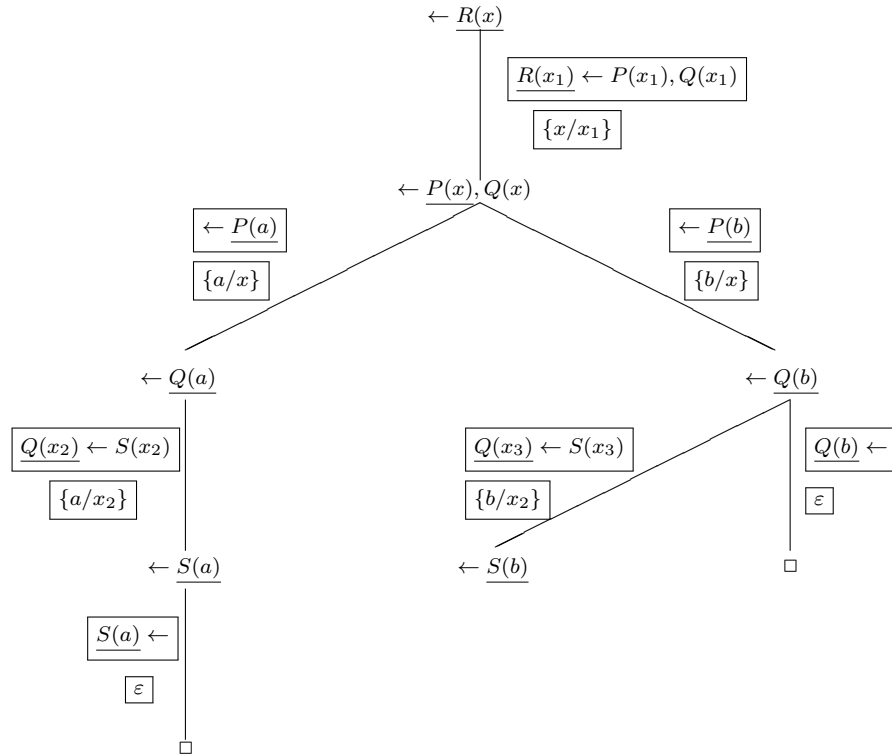 ← R(x)
R(x₁) ← P(x₁), Q(x₁)
{x/x₁}
← P(x), Q(x)
← P(a)
← P(b)
{a/x}
{b/x}
← Q(a)
← Q(b)
Q(x₂) ← S(x₂)
Q(x₃) ← S(x₃)
Q(b) ←
{a/x₂}
{b/x₂}
ε
← S(a)
← S(b)
□
S(a) ←
ε
□